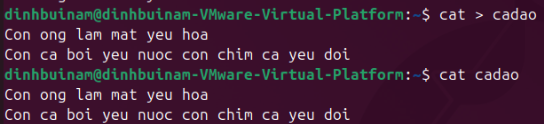 dinhbuinam@dinhbuinam-VMware-Virtual-Platform:~$ cat > cadao
Con ong lam mat yeu hoa
Con ca boi yeu nuoc con chim ca yeu doi
dinhbuinam@dinhbuinam-VMware-Virtual-Platform:~$ cat cadao
Con ong lam mat yeu hoa
Con ca boi yeu nuoc con chim ca yeu doi